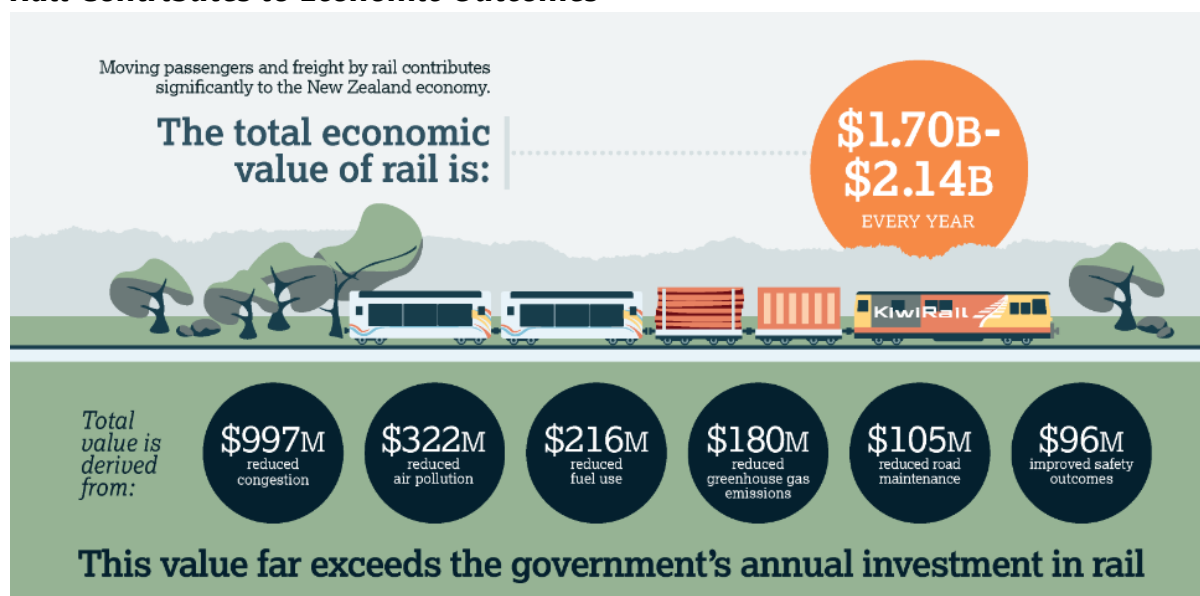 Moving passengers and freight by rail contributes
significantly to the New Zealand economy.
The total economic
value of rail is:
$1.70B-
$2.14B
EVERY YEAR
KiwiRail
Total
value is
derived
from:
$997M
reduced
congestion
$322M
reduced
air pollution
$216M
reduced
fuel use
$180M
reduced
greenhouse gas
emissions
$105M
reduced road
maintenance
$96M
improved safety
outcomes
This value far exceeds the government's annual investment in rail